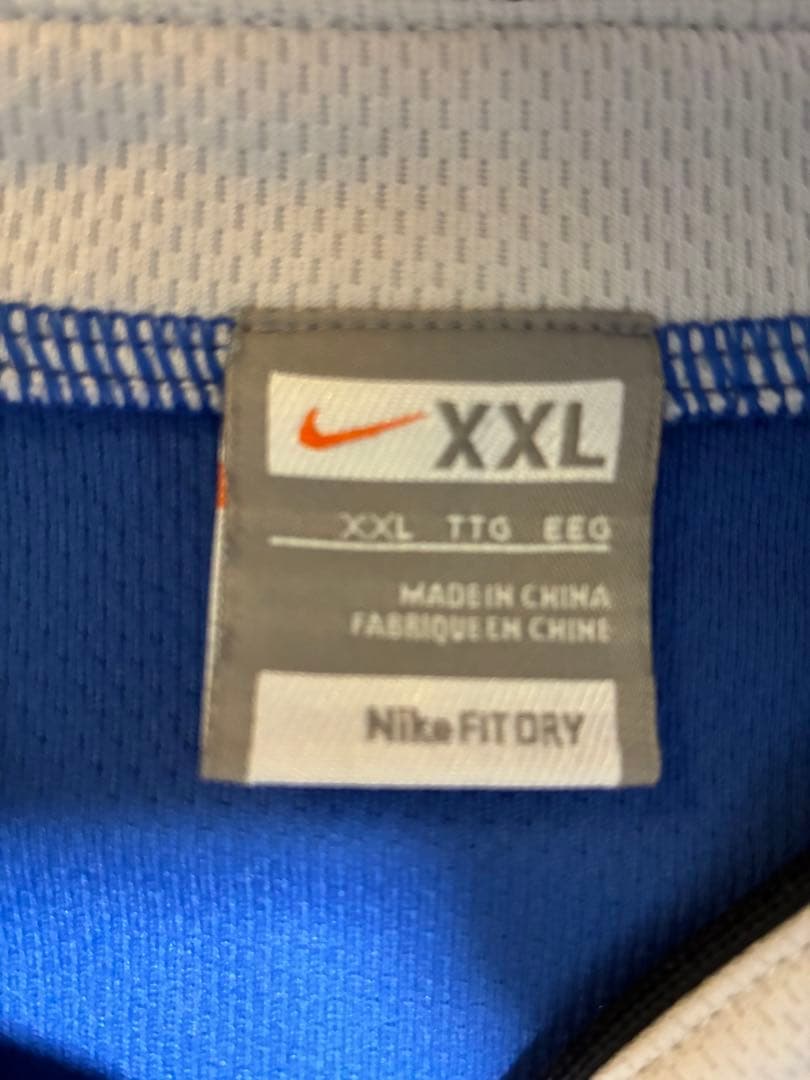 XXL
XXL TTG EEG
MADE IN CHINA
FABRIQUE EN CHINE
Nike FIT DRY